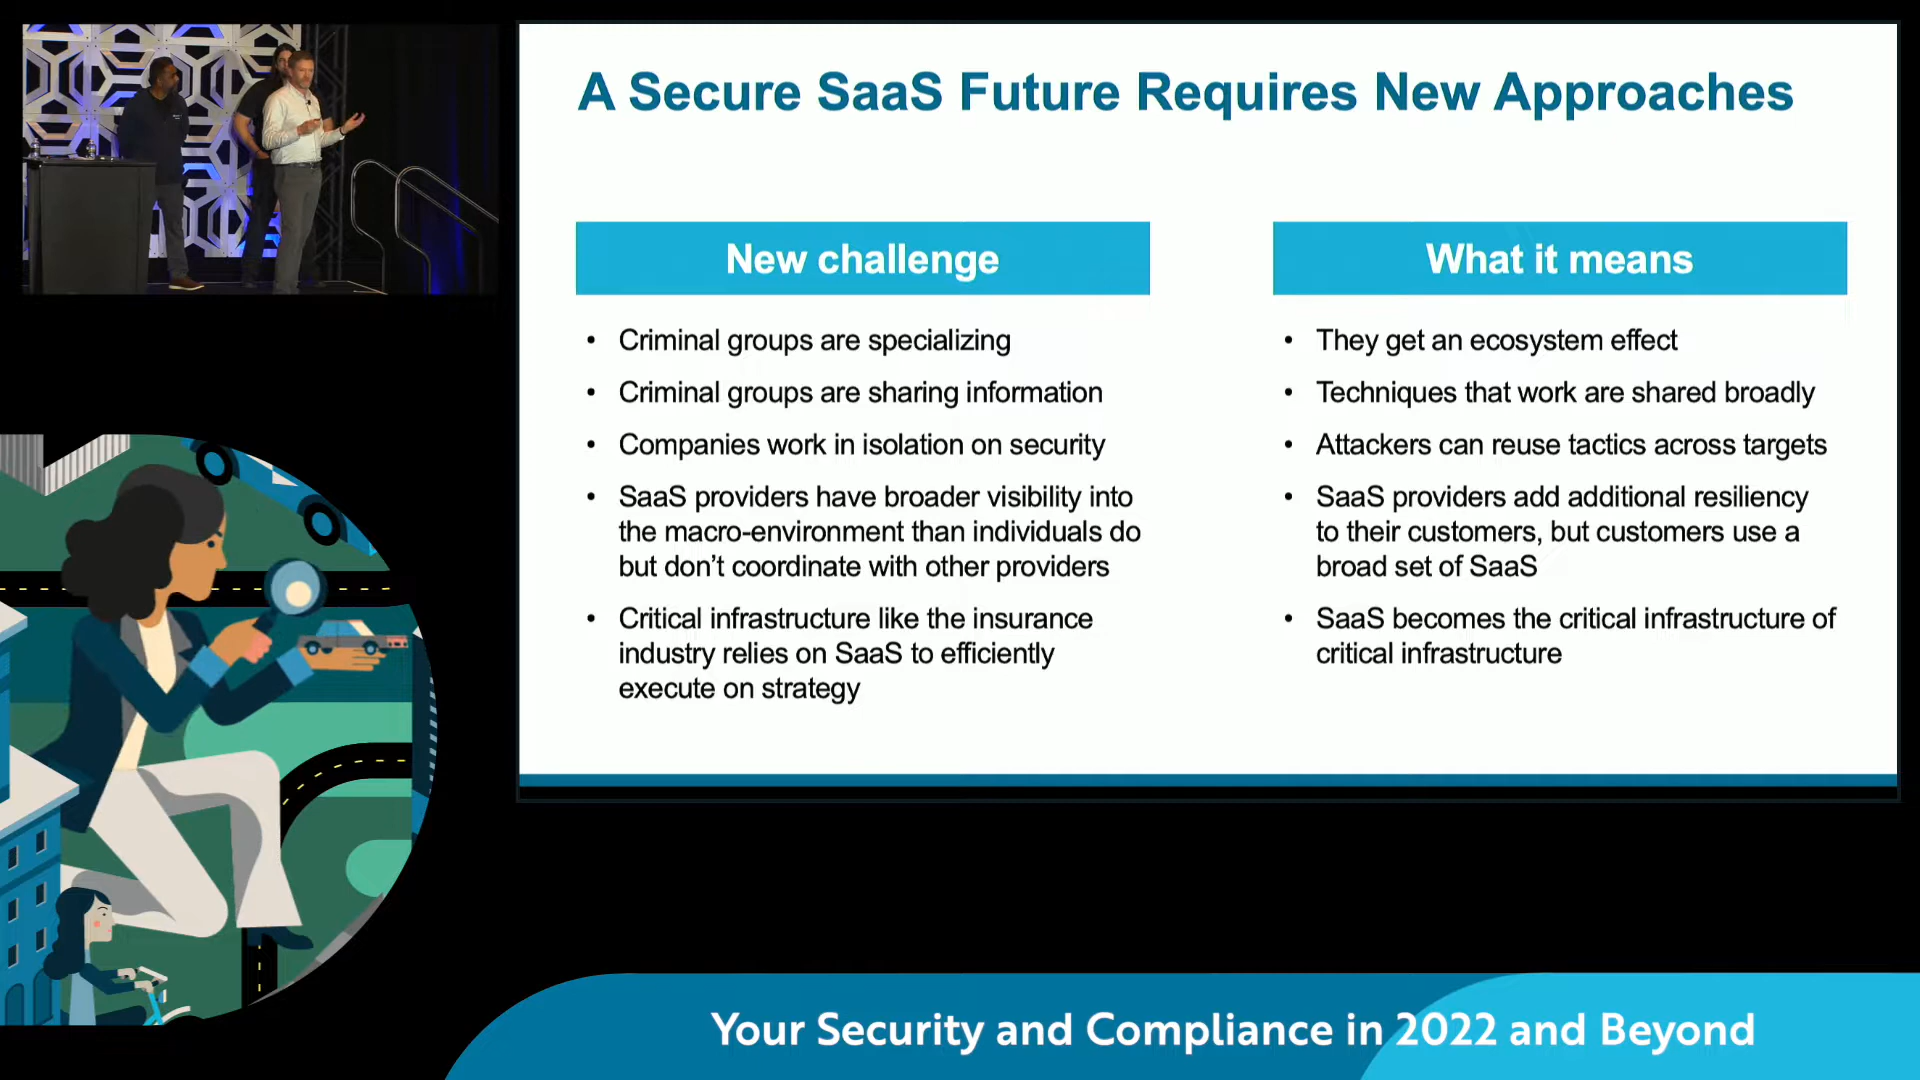 A Secure SaaS Future Requires New Approaches
New challenge
• Criminal groups are specializing
• Criminal groups are sharing information
• Companies work in isolation on security
• SaaS providers have broader visibility into
the macro-environment than individuals do
but don’t coordinate with other providers
• Critical infrastructure like the insurance
industry relies on SaaS to efficiently
execute on strategy
What it means
• They get an ecosystem effect
• Techniques that work are shared broadly
• Attackers can reuse tactics across targets
• SaaS providers add additional resiliency
to their customers, but customers use a
broad set of SaaS
• SaaS becomes the critical infrastructure of
critical infrastructure
Your Security and Compliance in 2022 and Beyond